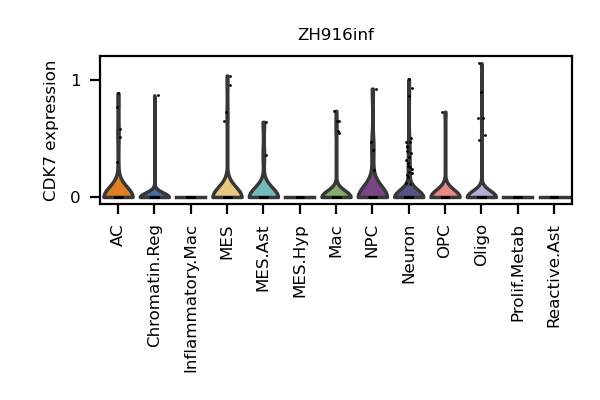 ZH916inf
CDK7 expression
1
0
AC
Chromatin.Reg
Inflammatory.Mac
MES
MES.Ast
MES.Hyp
Mac
NPC
Neuron
OPC
Oligo
Prolif.Metab
Reactive.Ast